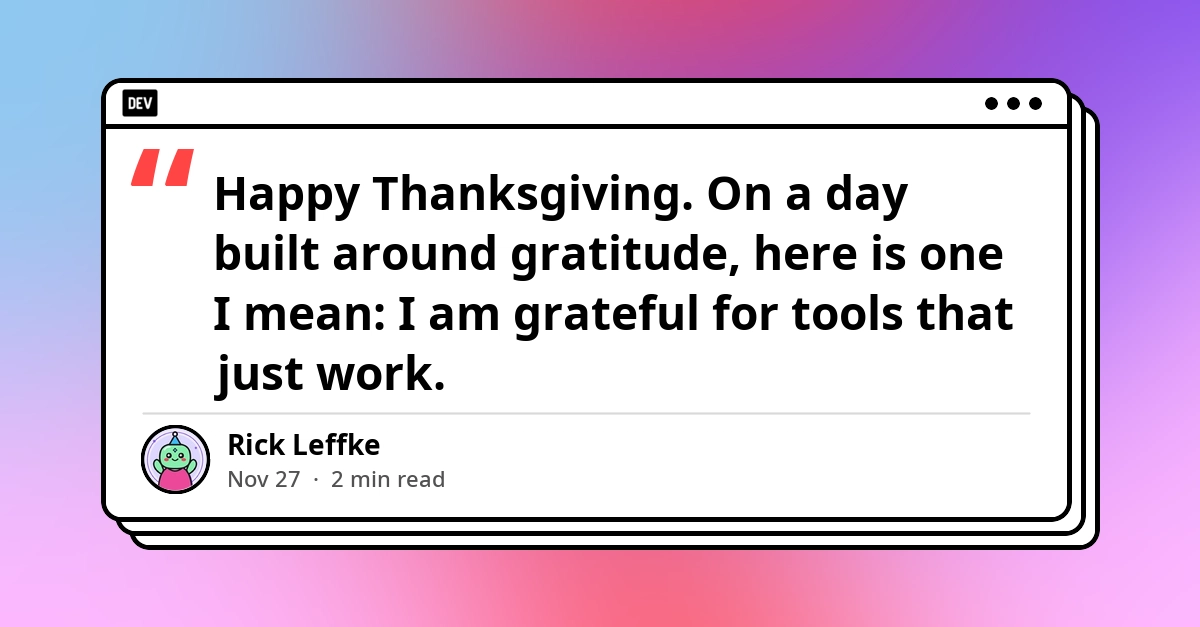 DEV
“
Happy Thanksgiving. On a day
built around gratitude, here is one
I mean: I am grateful for tools that
just work.
Rick Leffke
Nov 27 · 2 min read